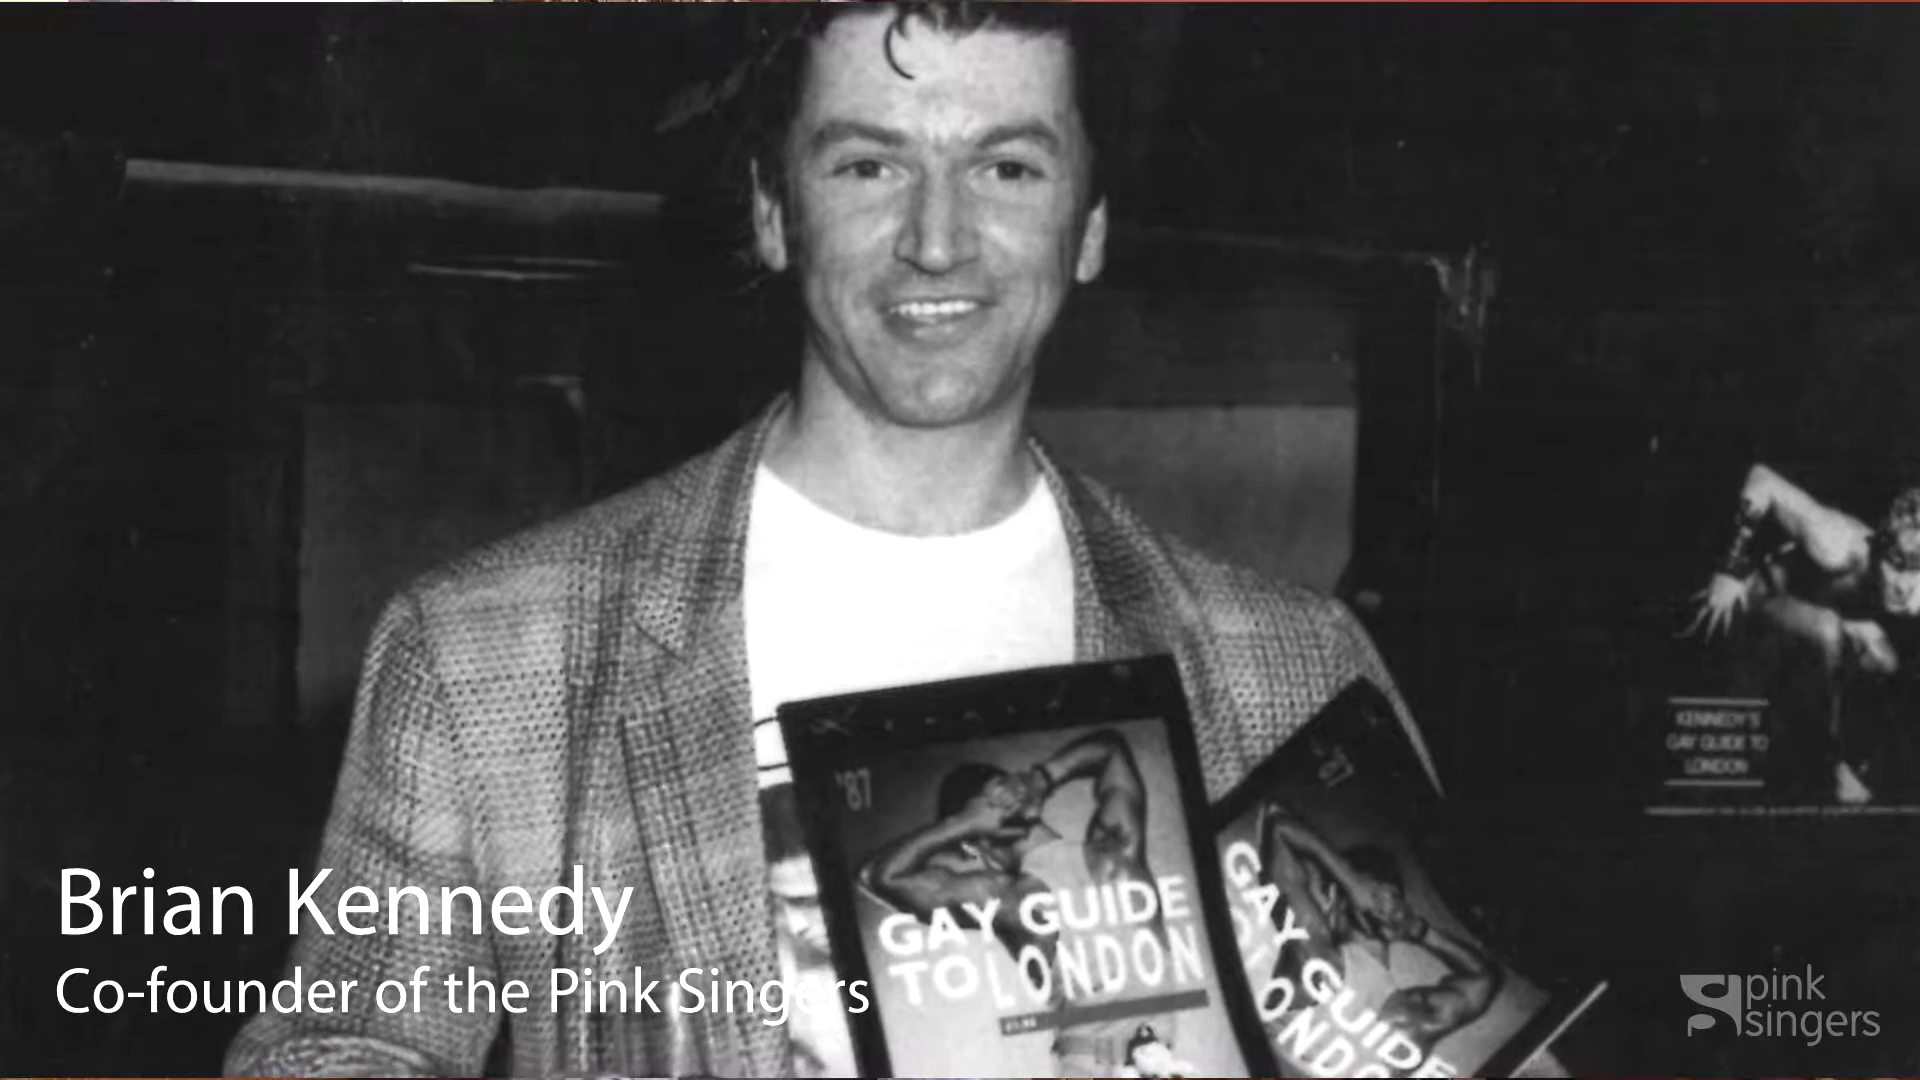 '87
GAY GUIDE
TO LONDON
'87
GAY GUIDE
TO LONDON
KENNEDY'S
GAY GUIDE TO
LONDON
Brian Kennedy
Co-founder of the Pink Singers
pink
singers